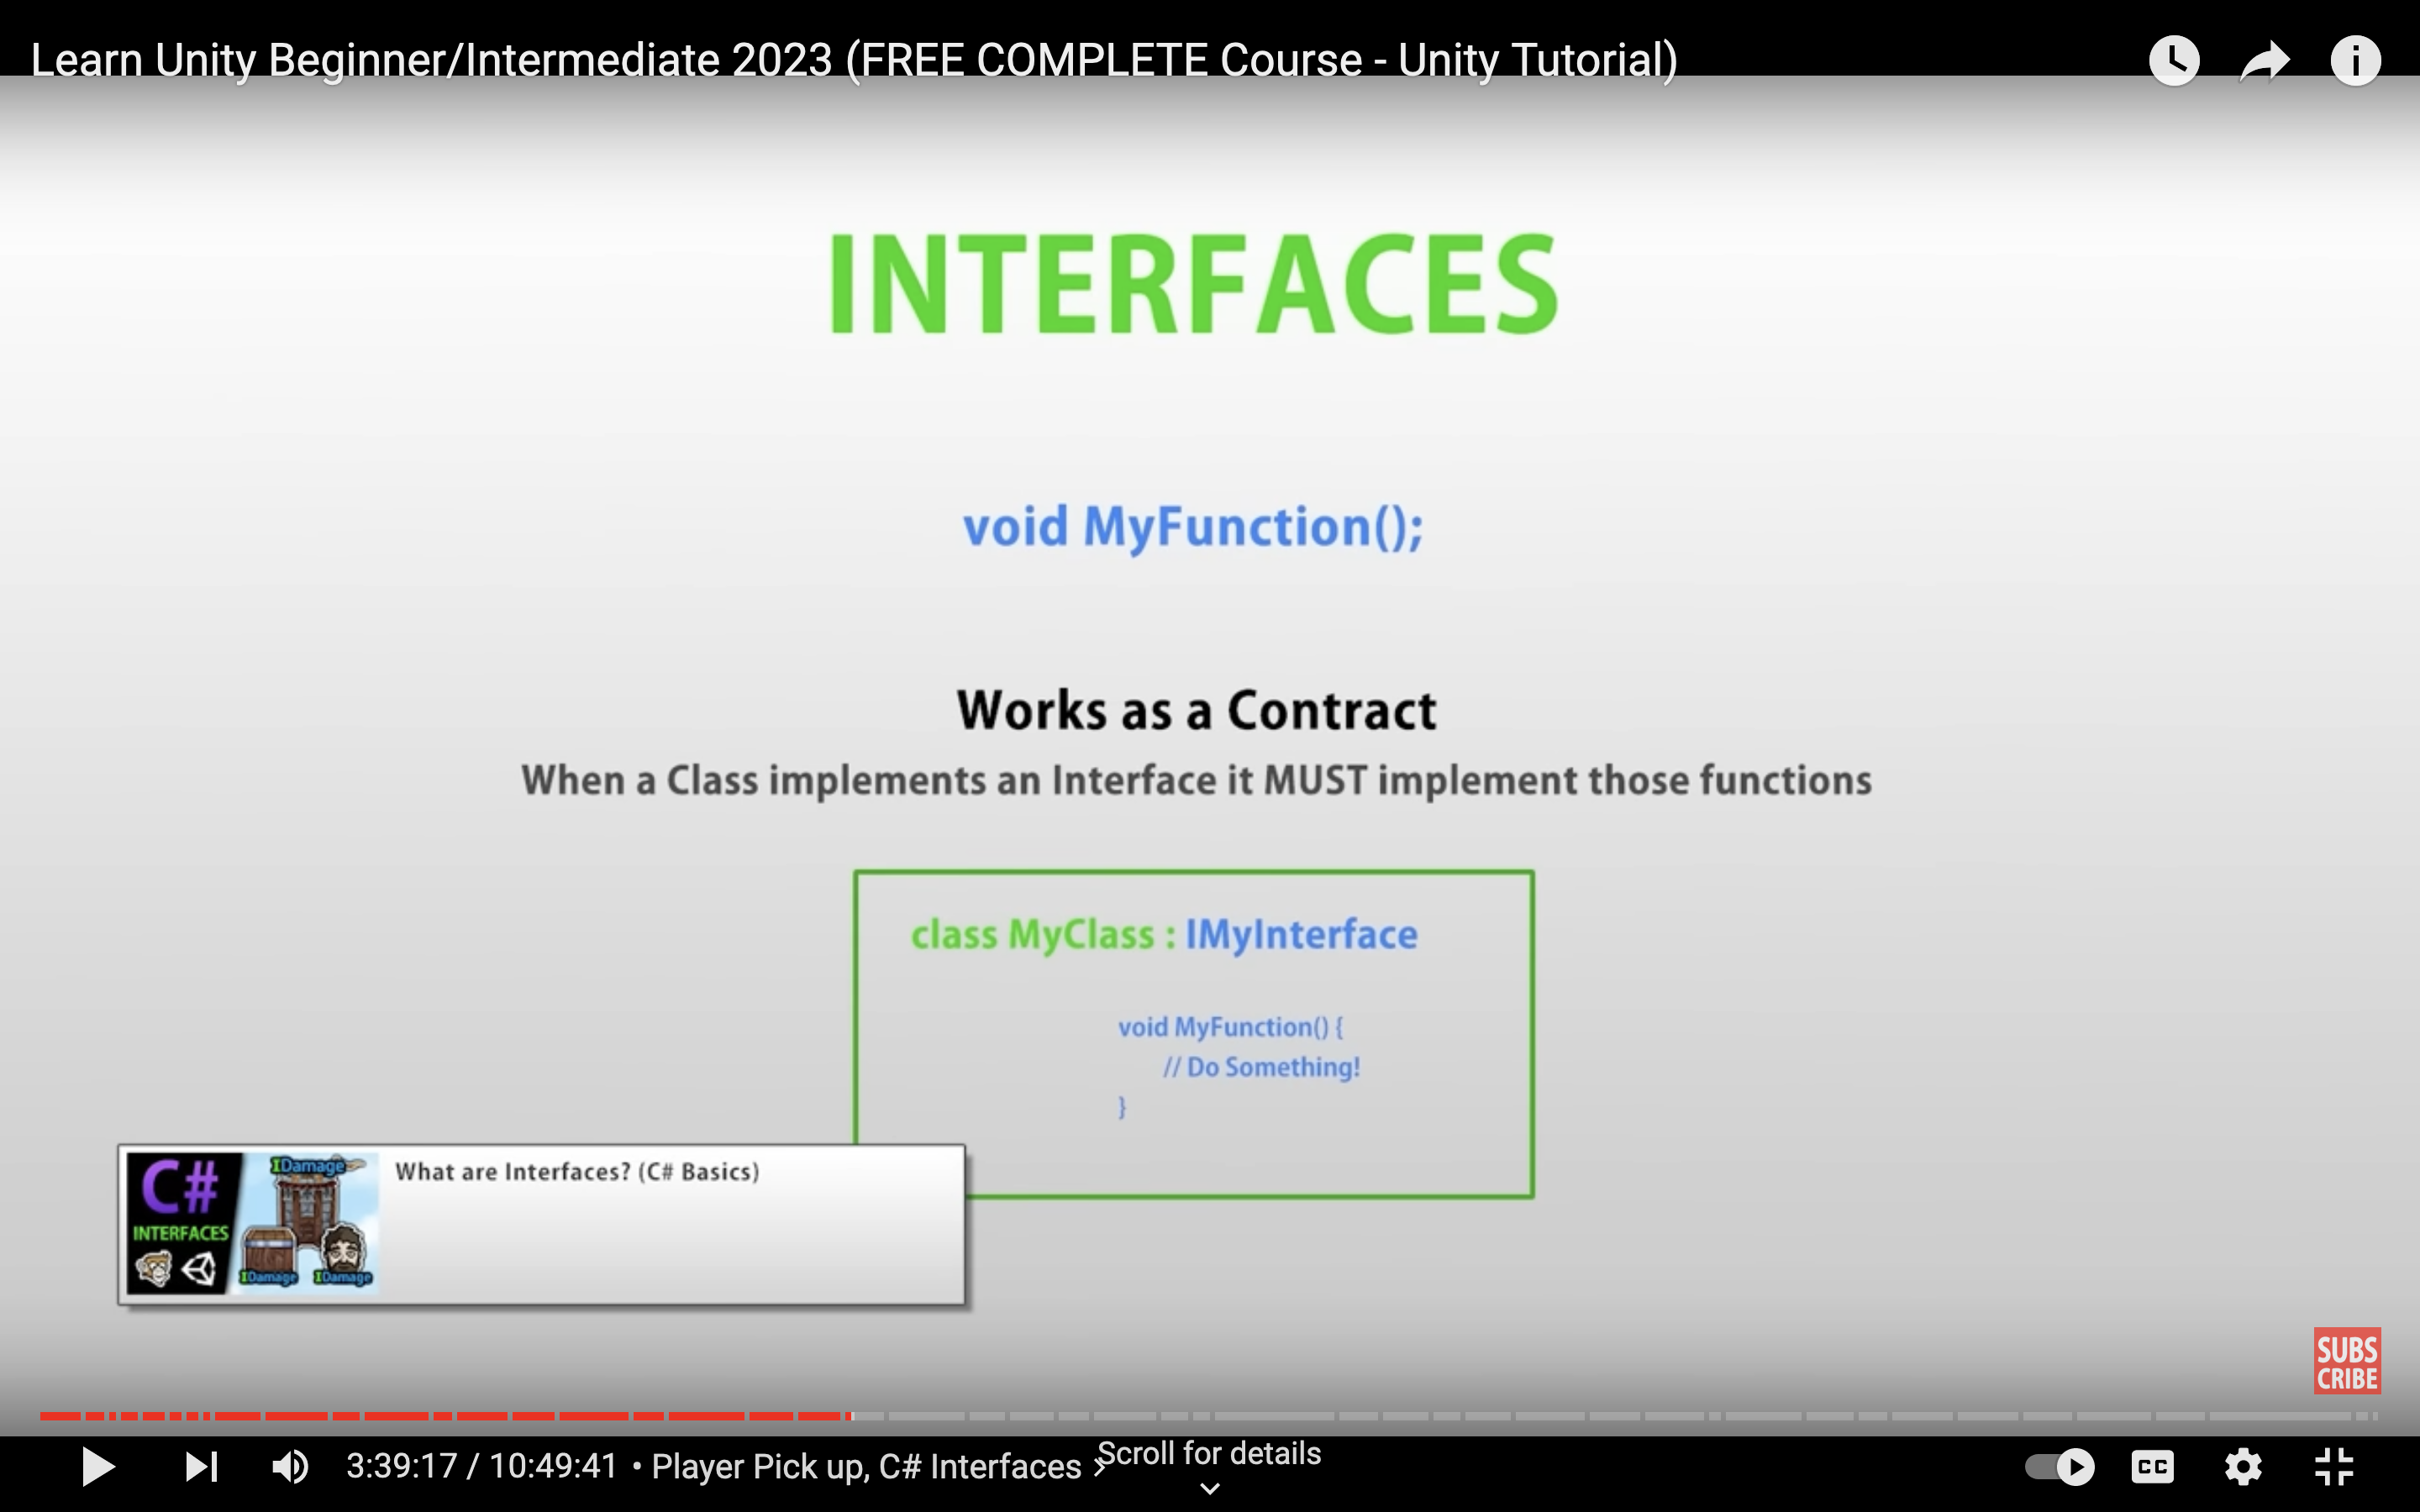 Learn Unity Beginner/Intermediate 2023 (FREE COMPLETE Course - Unity Tutorial)
INTERFACES
void MyFunction();
Works as a Contract
When a Class implements an Interface it MUST implement those functions
class MyClass : IMyInterface
void MyFunction() {
// Do Something!
}
C#
INTERFACES
IDamage
IDamage
IDamage
What are Interfaces? (C# Basics)
SUBS
CRIBE
3:39:17 / 10:49:41 • Player Pick up, C# Interfaces ›
Scroll for details
CC